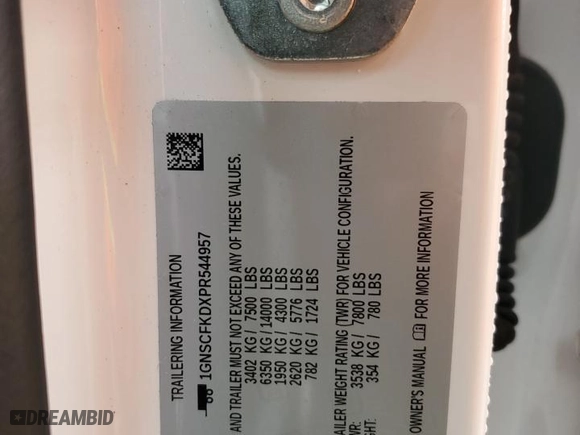 TRAILERING INFORMATION
1GNSCFKDXPR544957
AND TRAILER MUST NOT EXCEED ANY OF THESE VALUES.
3402 KG / 7500 LBS
6350 KG /14000 LBS
1950 KG / 4300 LBS
2620 KG / 5776 LBS
782 KG / 1724 LBS
AILER WEIGHT RATING (TWR) FOR VEHICLE CONFIGURATION.
WR: 3538 KG / 7800 LBS
GHT: 354 KG / 780 LBS
OWNER'S MANUAL FOR MORE INFORMATION
DREAMBID